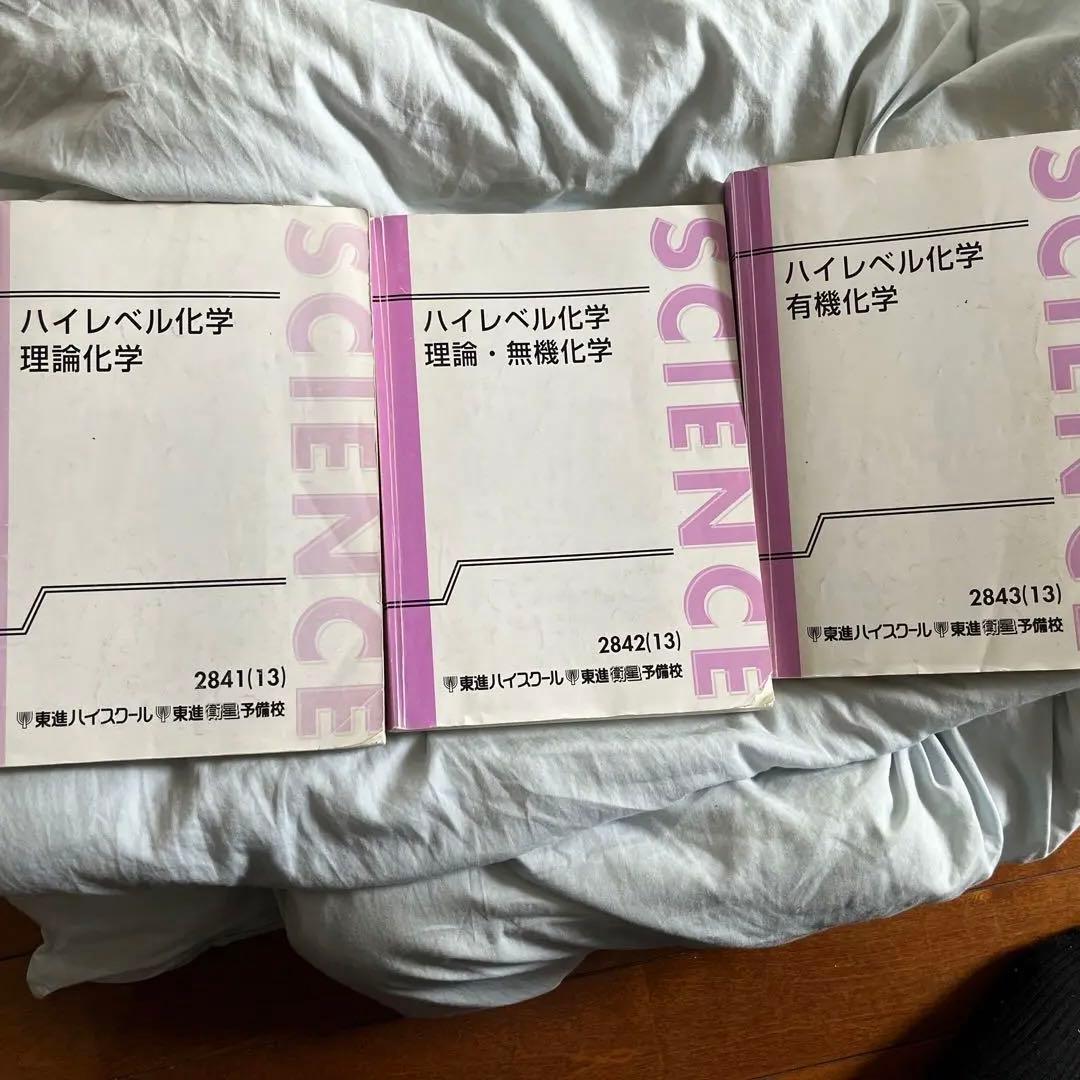 ハイレベル化学
理論化学
SCIENCE
2841(13)
東進ハイスクール 東進衛星予備校
ハイレベル化学
理論・無機化学
SCIENCE
2842(13)
東進ハイスクール 東進衛星予備校
ハイレベル化学
有機化学
SCIENCE
2843(13)
東進ハイスクール 東進衛星予備校